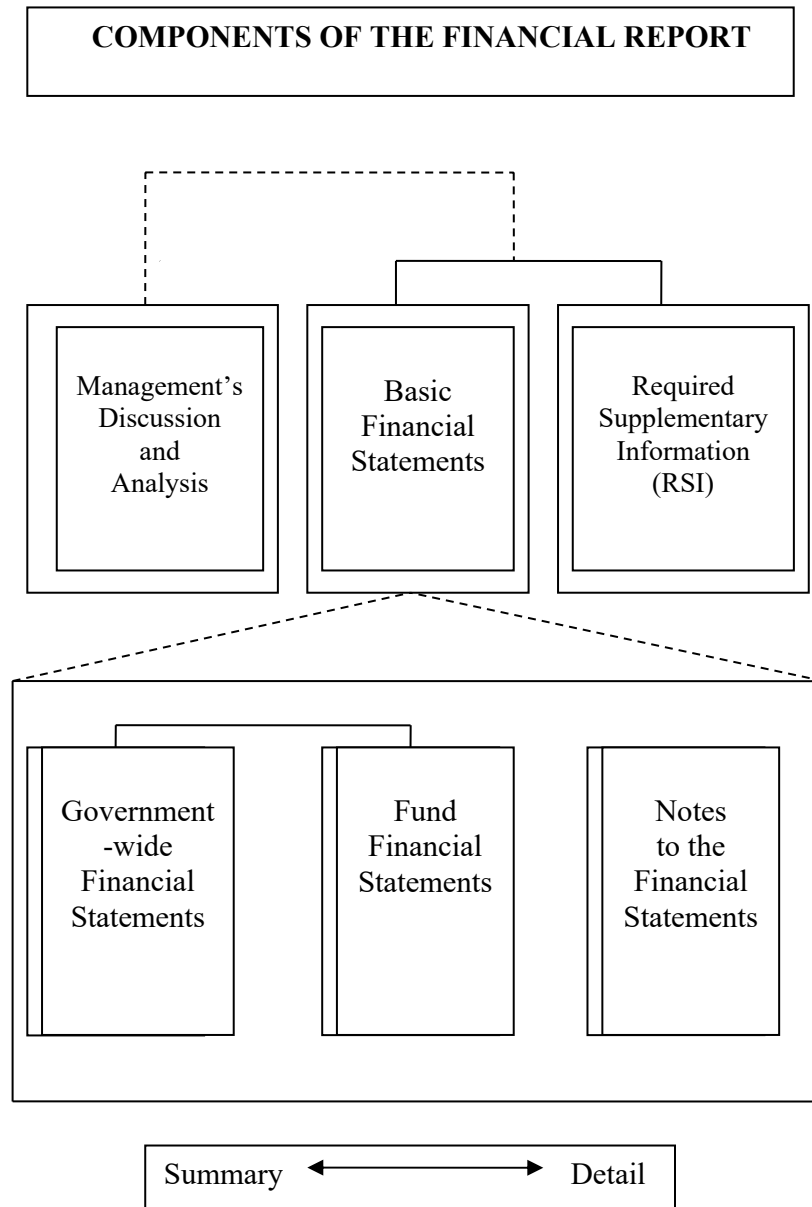 COMPONENTS OF THE FINANCIAL REPORT
Management’s
Discussion
and
Analysis
Basic
Financial
Statements
Required
Supplementary
Information
(RSI)
Government
-wide
Financial
Statements
Fund
Financial
Statements
Notes
to the
Financial
Statements
Summary
Detail